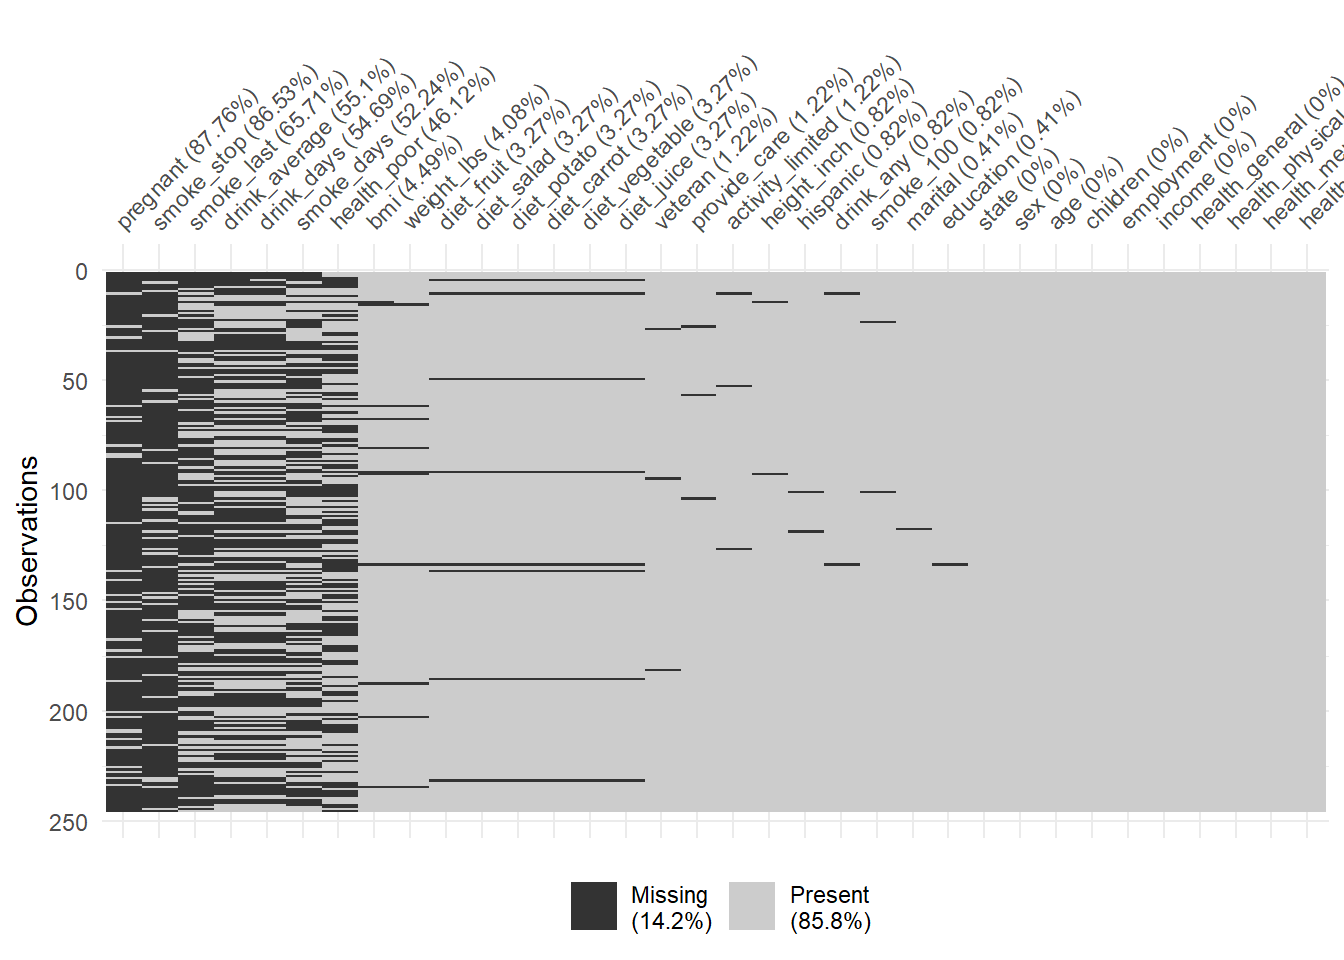 pregnant (87.76%)
smoke_stop (86.53%)
smoke_last (65.71%)
drink_average (55.1%)
drink_days (54.69%)
smoke_days (52.24%)
health_poor (46.12%)
bmi (4.49%)
weight_lbs (4.08%)
diet_fruit (3.27%)
diet_salad (3.27%)
diet_potato (3.27%)
diet_carrot (3.27%)
diet_vegetable (3.27%)
diet_juice (3.27%)
veteran (1.22%)
provide_care (1.22%)
activity_limited (1.22%)
height_inch (0.82%)
hispanic (0.82%)
drink_any (0.82%)
smoke_100 (0.82%)
marital (0.41%)
education (0.41%)
state (0%)
sex (0%)
age (0%)
children (0%)
employment (0%)
income (0%)
health_general (0%
health_physical
health_me
health
0
50
100
150
200
250
Observations
Missing
(14.2%)
Present
(85.8%)